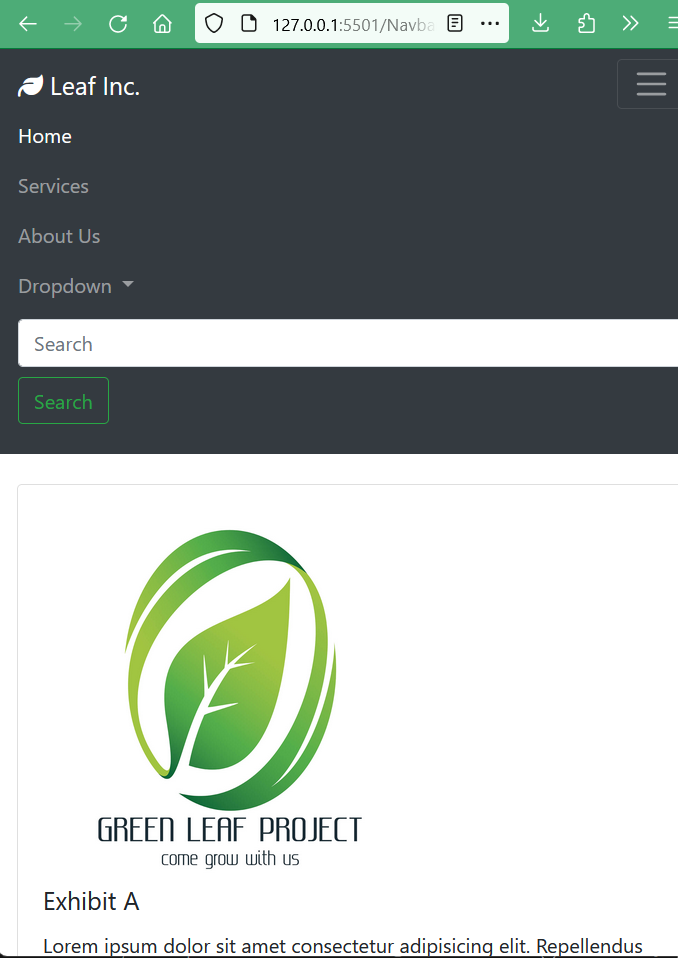 127.0.0.1:5501/Navba
Leaf Inc.
Home
Services
About Us
Dropdown
Search
Search
GREEN LEAF PROJECT
come grow with us
Exhibit A
Lorem ipsum dolor sit amet consectetur adipisicing elit. Repellendus